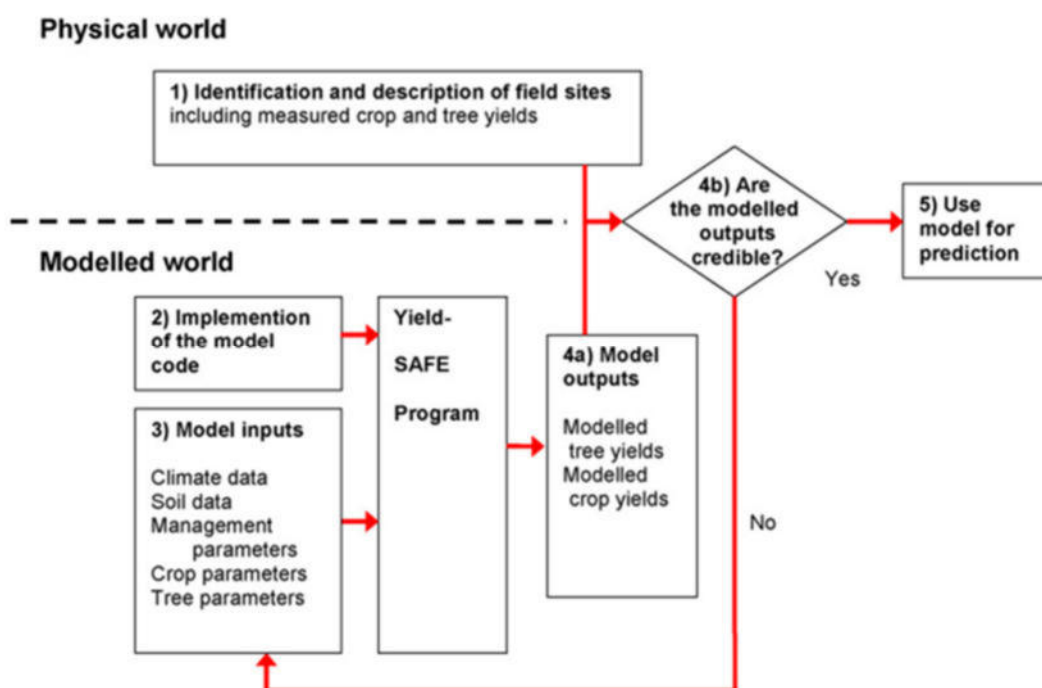 Physical world
1) Identification and description of field sites
including measured crop and tree yields
4b) Are
the modelled
outputs
credible?
5) Use
model for
prediction
Yes
Modelled world
2) Implemention
of the model
code
Yield-
SAFE
Program
3) Model inputs
Climate data
Soil data
Management
parameters
Crop parameters
Tree parameters
4a) Model
outputs
Modelled
tree yields
Modelled
crop yields
No